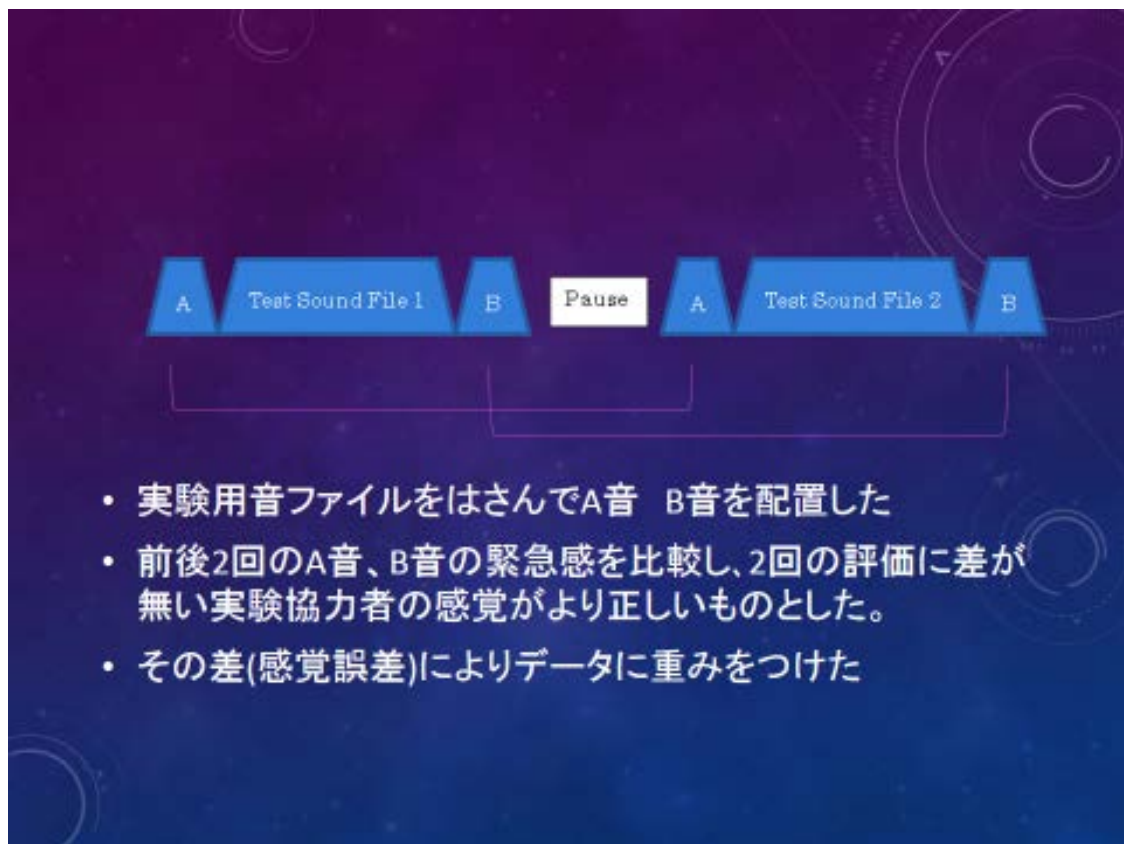 A Test Sound File 1 B Pause A Test Sound File 2 B
• 実験用音ファイルをはさんでA音　B音を配置した
• 前後2回のA音、B音の緊急感を比較し、2回の評価に差が
無い実験協力者の感覚がより正しいものとした。
• その差(感覚誤差)によりデータに重みをつけた